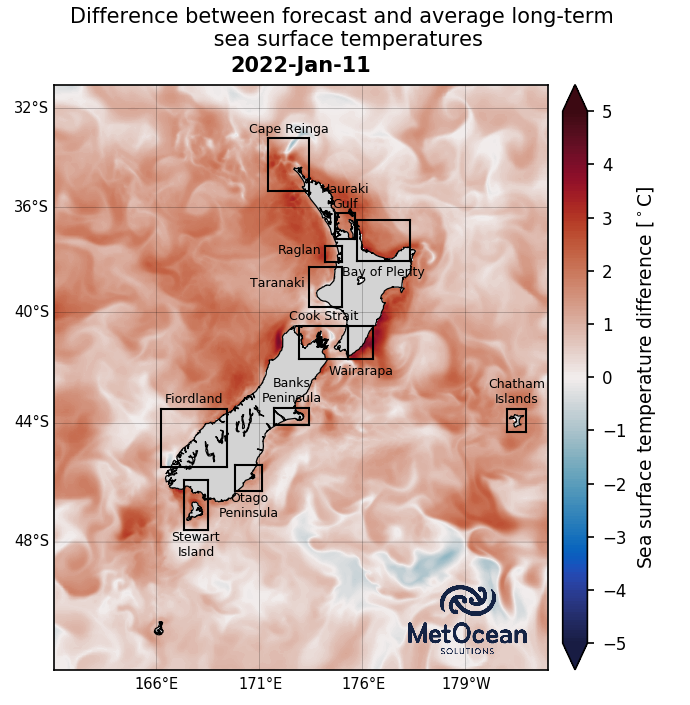 Difference between forecast and average long-term
sea surface temperatures
2022-Jan-11
32°S
36°S
40°S
44°S
48°S
Cape Reinga
Hauraki
Gulf
Raglan
Bay of Plenty
Taranaki
Cook Strait
Wairarapa
Banks
Peninsula
Fiordland
Chatham
Islands
Otago
Peninsula
Stewart
Island
MetOcean
SOLUTIONS
166°E
171°E
176°E
179°W
5
4
3
2
1
0
−1
−2
−3
−4
−5
Sea surface temperature difference [°C]